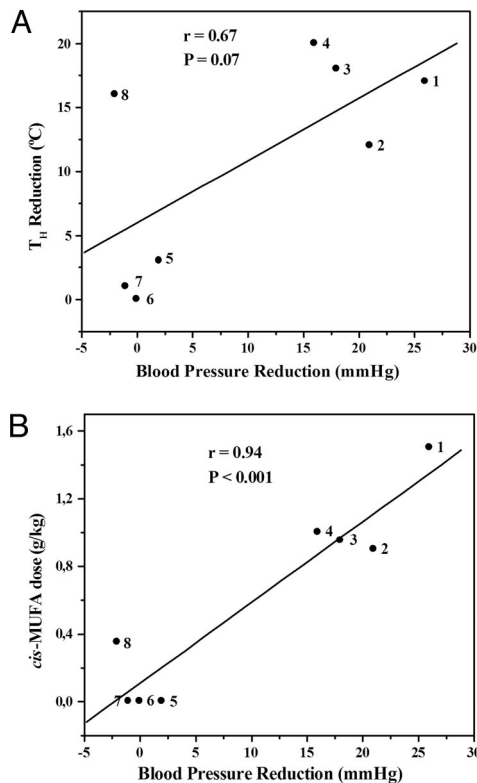 A
r = 0.67
P = 0.07
20
15
10
5
0
T_H Reduction (ºC)
4
3
1
8
2
5
7
6
-5 0 5 10 15 20 25 30
Blood Pressure Reduction (mmHg)
B
r = 0.94
P < 0.001
1,6
1,2
0,8
0,4
0,0
cis-MUFA dose (g/kg)
1
4
3
2
8
7 6 5
-5 0 5 10 15 20 25 30
Blood Pressure Reduction (mmHg)